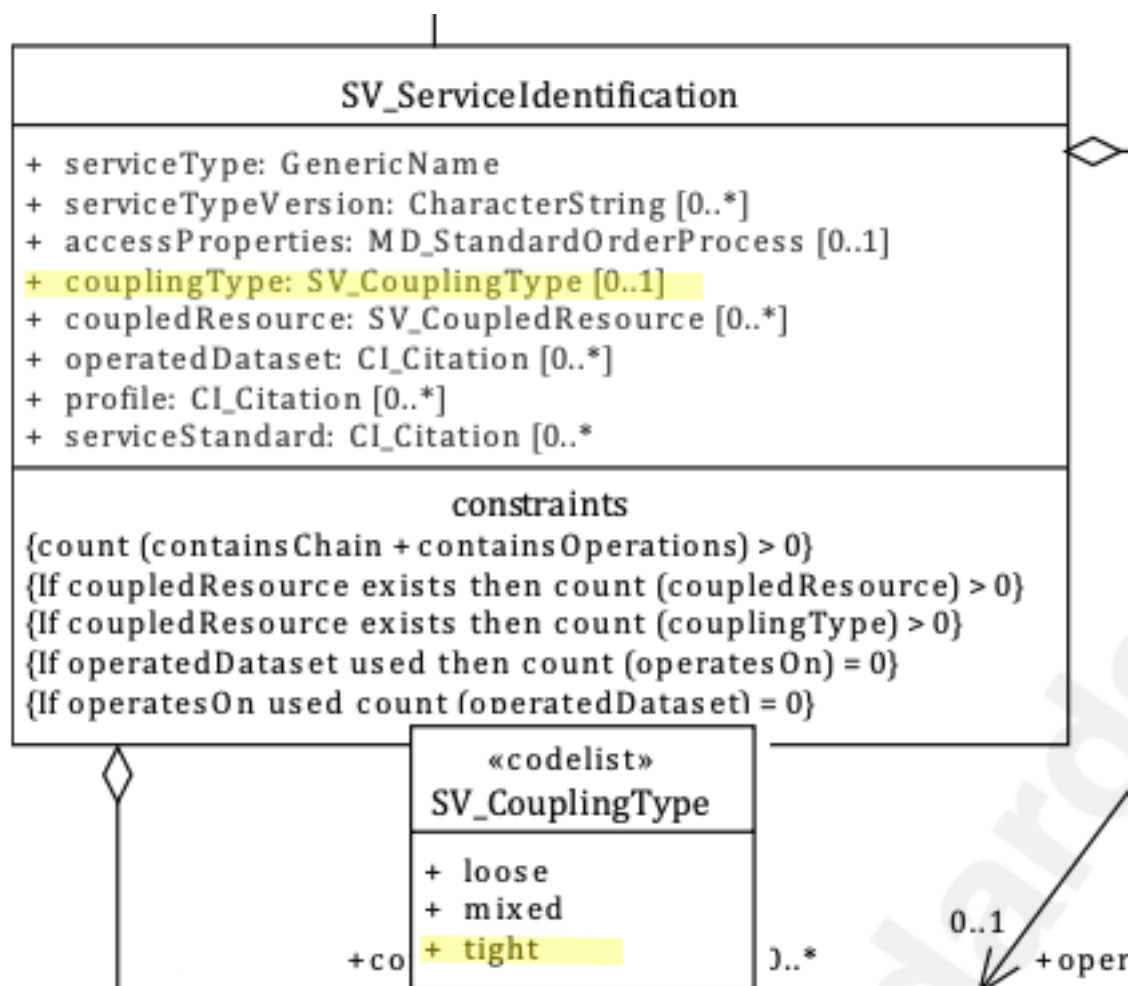 SV_ServiceIdentification
+ serviceType: GenericName
+ serviceTypeVersion: CharacterString [0..*]
+ accessProperties: MD_StandardOrderProcess [0..1]
+ couplingType: SV_CouplingType [0..1]
+ coupledResource: SV_CoupledResource [0..*]
+ operatedDataset: CI_Citation [0..*]
+ profile: CI_Citation [0..*]
+ serviceStandard: CI_Citation [0..*
constraints
{count (containsChain + containsOperations) > 0}
{If coupledResource exists then count (coupledResource) > 0}
{If coupledResource exists then count (couplingType) > 0}
{If operatedDataset used then count (operatesOn) = 0}
{If operatesOn used count (operatedDataset) = 0}
«codelist»
SV_CouplingType
+ loose
+ mixed
+ tight
0..1
+co
0..*
+oper